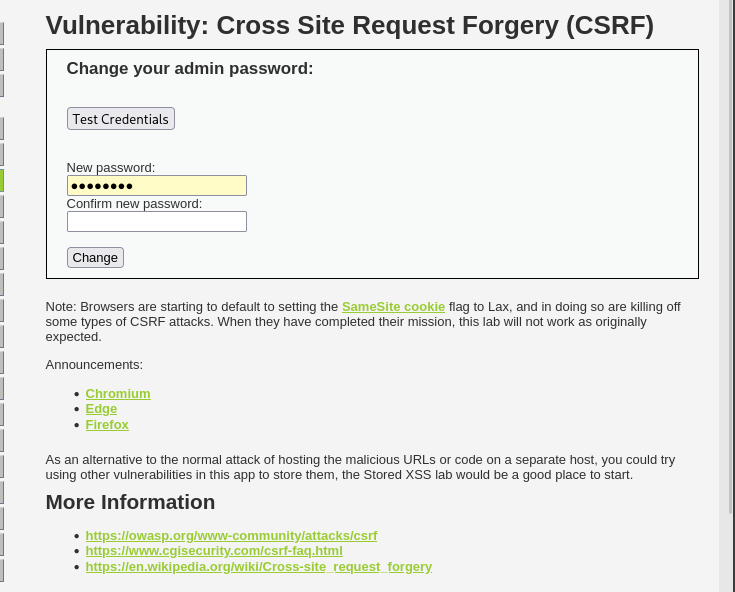 Vulnerability: Cross Site Request Forgery (CSRF)
Change your admin password:
Test Credentials
New password:
●●●●●●●●
Confirm new password:
Change
Note: Browsers are starting to default to setting the SameSite cookie flag to Lax, and in doing so are killing off
some types of CSRF attacks. When they have completed their mission, this lab will not work as originally
expected.
Announcements:
• Chromium
• Edge
• Firefox
As an alternative to the normal attack of hosting the malicious URLs or code on a separate host, you could try
using other vulnerabilities in this app to store them, the Stored XSS lab would be a good place to start.
More Information
• https://owasp.org/www-community/attacks/csrf
• https://www.cgisecurity.com/csrf-faq.html
• https://en.wikipedia.org/wiki/Cross-site_request_forgery